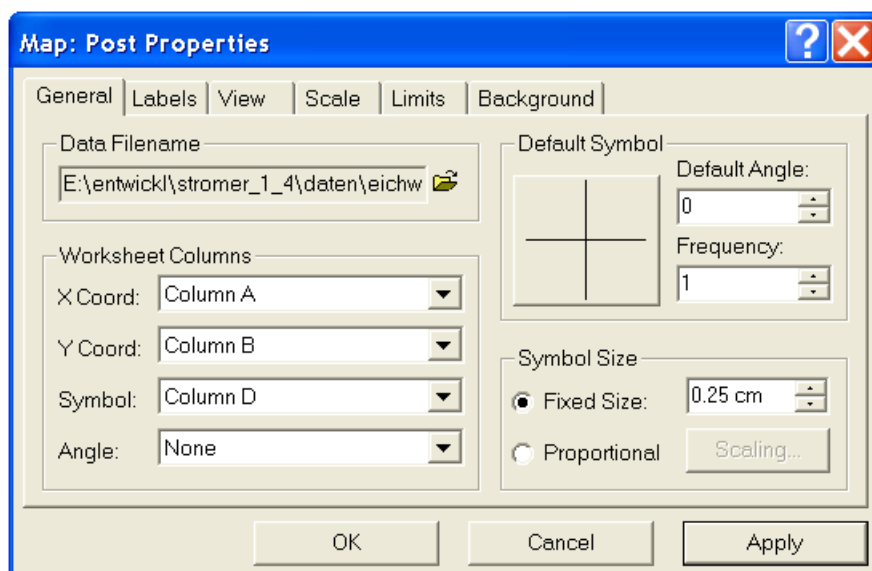 Map: Post Properties
General Labels View Scale Limits Background
Data Filename
E:\entwickl\stromer_1_4\daten\eichw
Worksheet Columns
X Coord: Column A
Y Coord: Column B
Symbol: Column D
Angle: None
Default Symbol
Default Angle:
0
Frequency:
1
Symbol Size
Fixed Size: 0.25 cm
Proportional Scaling...
OK Cancel Apply